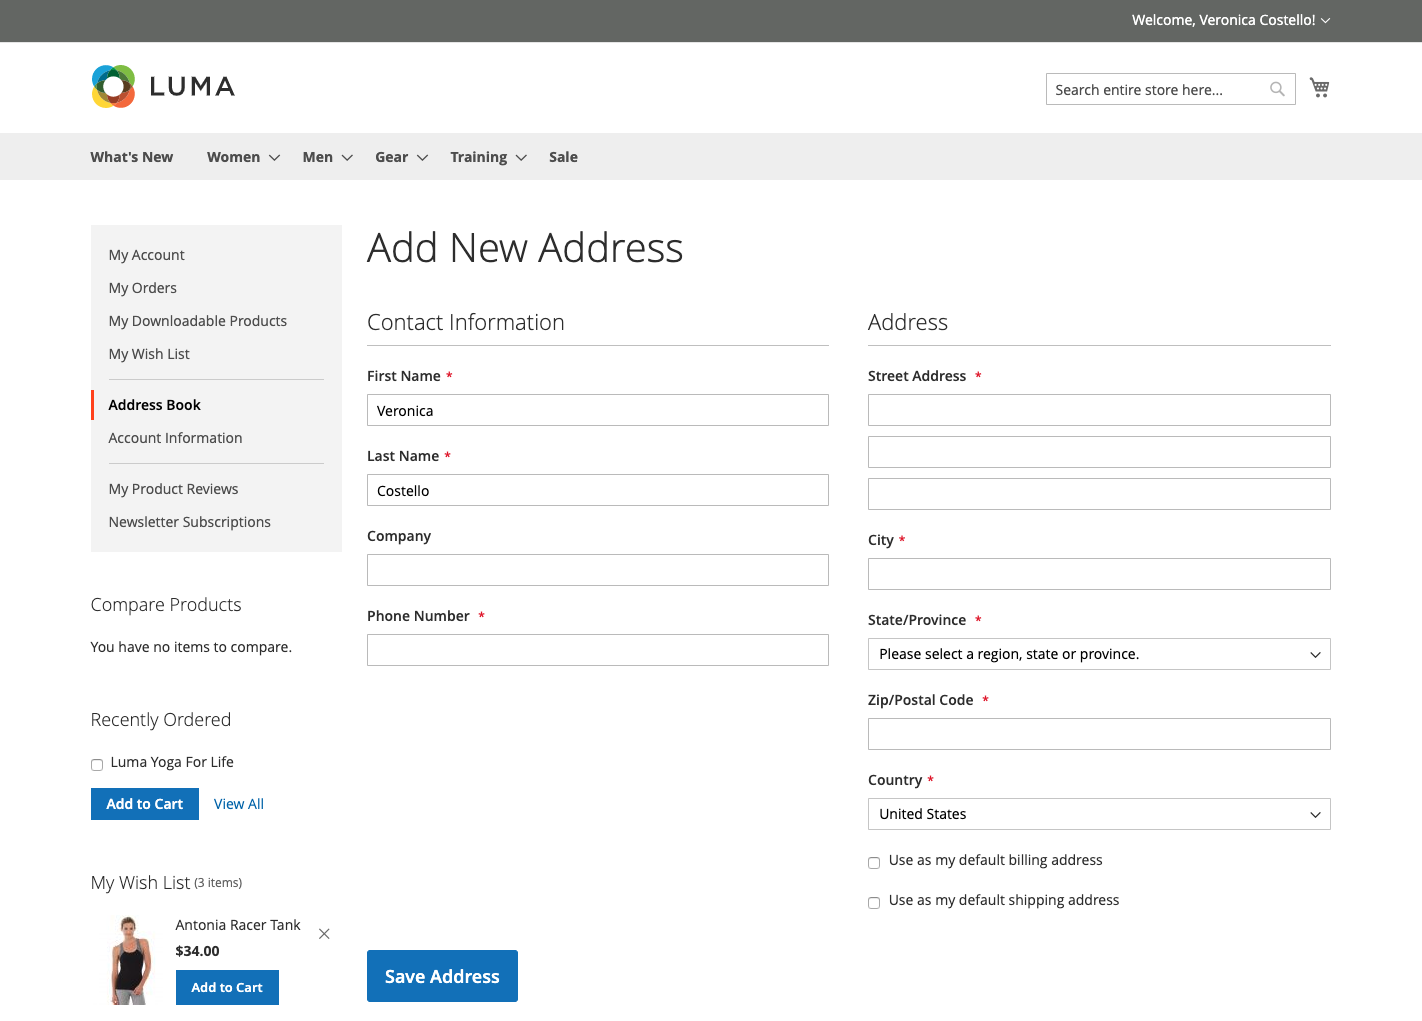 Welcome, Veronica Costello!
LUMA
Search entire store here...
What's New Women Men Gear Training Sale
My Account
My Orders
My Downloadable Products
My Wish List
Address Book
Account Information
My Product Reviews
Newsletter Subscriptions
Compare Products
You have no items to compare.
Recently Ordered
Luma Yoga For Life
Add to Cart View All
My Wish List (3 items)
Antonia Racer Tank
$34.00
Add to Cart
Add New Address
Contact Information
First Name *
Veronica
Last Name *
Costello
Company
Phone Number *
Address
Street Address *
City *
State/Province *
Please select a region, state or province.
Zip/Postal Code *
Country *
United States
Use as my default billing address
Use as my default shipping address
Save Address